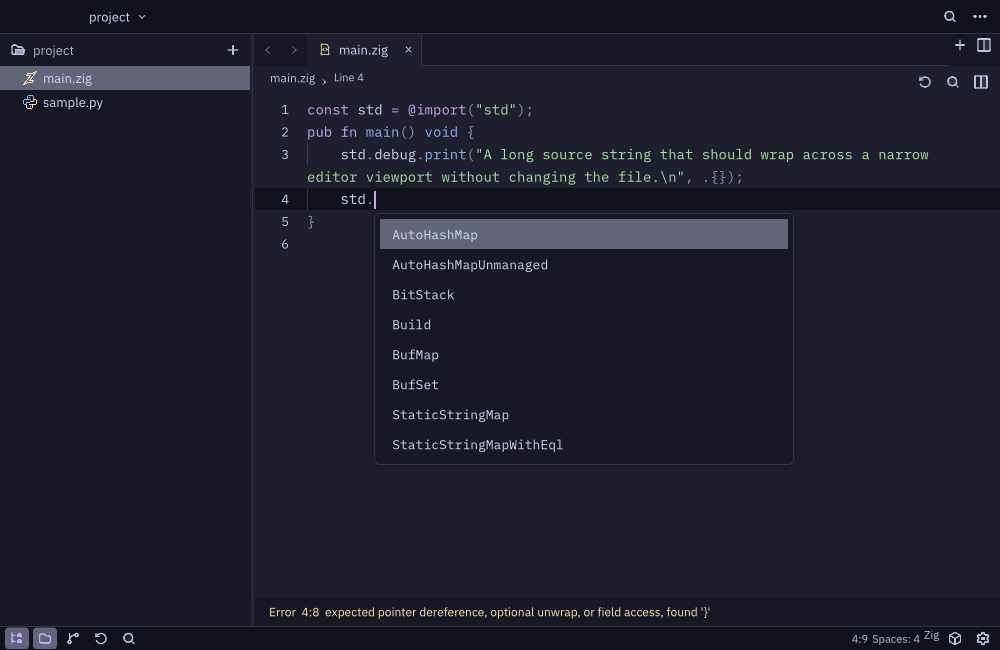 project
project
main.zig
main.zig
sample.py
main.zig › Line 4
1 const std = @import("std");
2 pub fn main() void {
3 std.debug.print("A long source string that should wrap across a narrow
editor viewport without changing the file.\n", .{});
4 std.
5 }
6
AutoHashMap
AutoHashMapUnmanaged
BitStack
Build
BufMap
BufSet
StaticStringMap
StaticStringMapWithEql
Error 4:8 expected pointer dereference, optional unwrap, or field access, found '}'
4:9 Spaces: 4 Zig